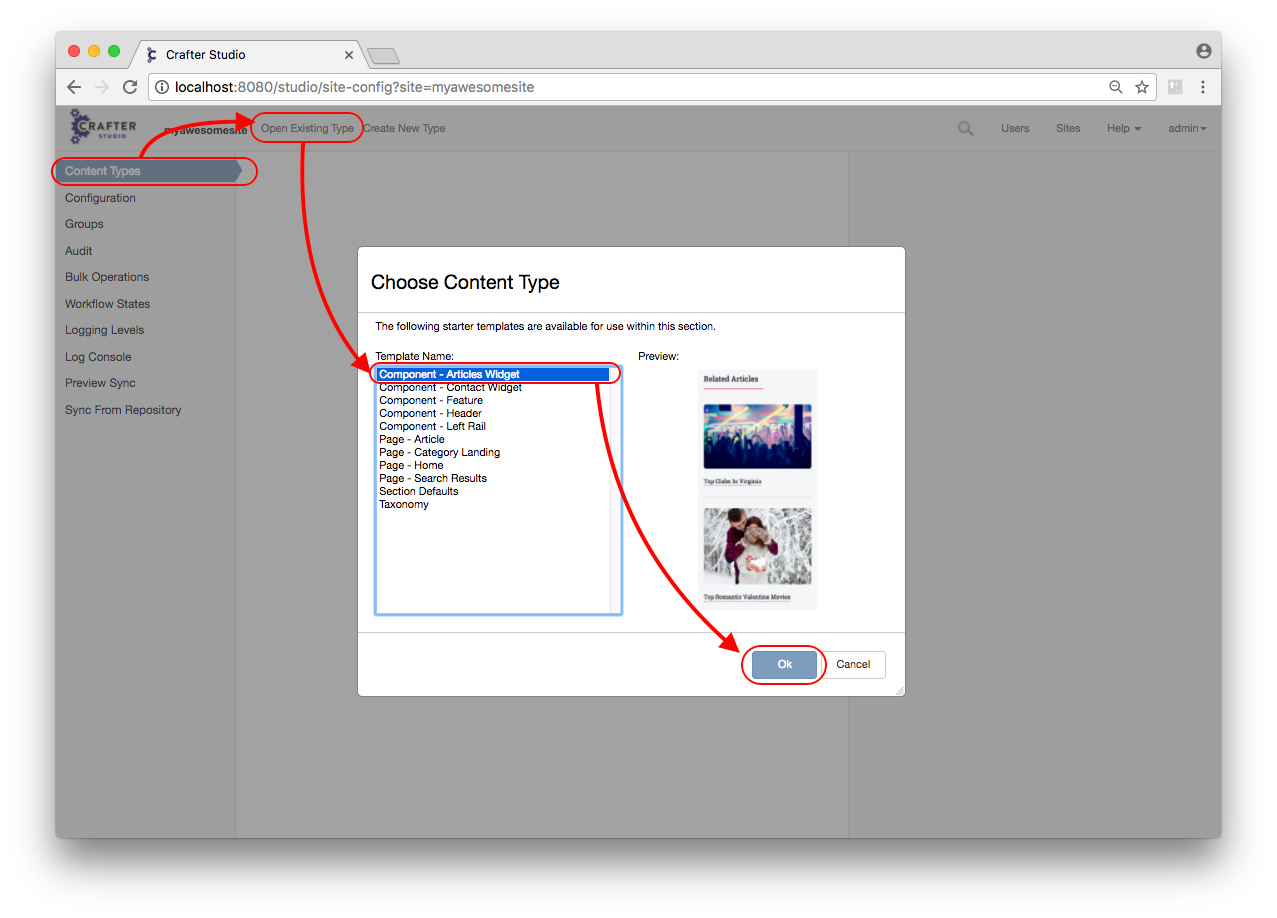 Crafter Studio
localhost:8080/studio/site-config?site=myawesomesite
CRAFTER
STUDIO
myawesomesite
Open Existing Type
Create New Type
Users
Sites
Help
admin
Content Types
Configuration
Groups
Audit
Bulk Operations
Workflow States
Logging Levels
Log Console
Preview Sync
Sync From Repository
Choose Content Type
The following starter templates are available for use within this section.
Template Name:
Component - Articles Widget
Component - Contact Widget
Component - Feature
Component - Header
Component - Left Rail
Page - Article
Page - Category Landing
Page - Home
Page - Search Results
Section Defaults
Taxonomy
Preview:
Related Articles
Top Clubs In Virginia
Top Romantic Valentine Movies
Ok
Cancel